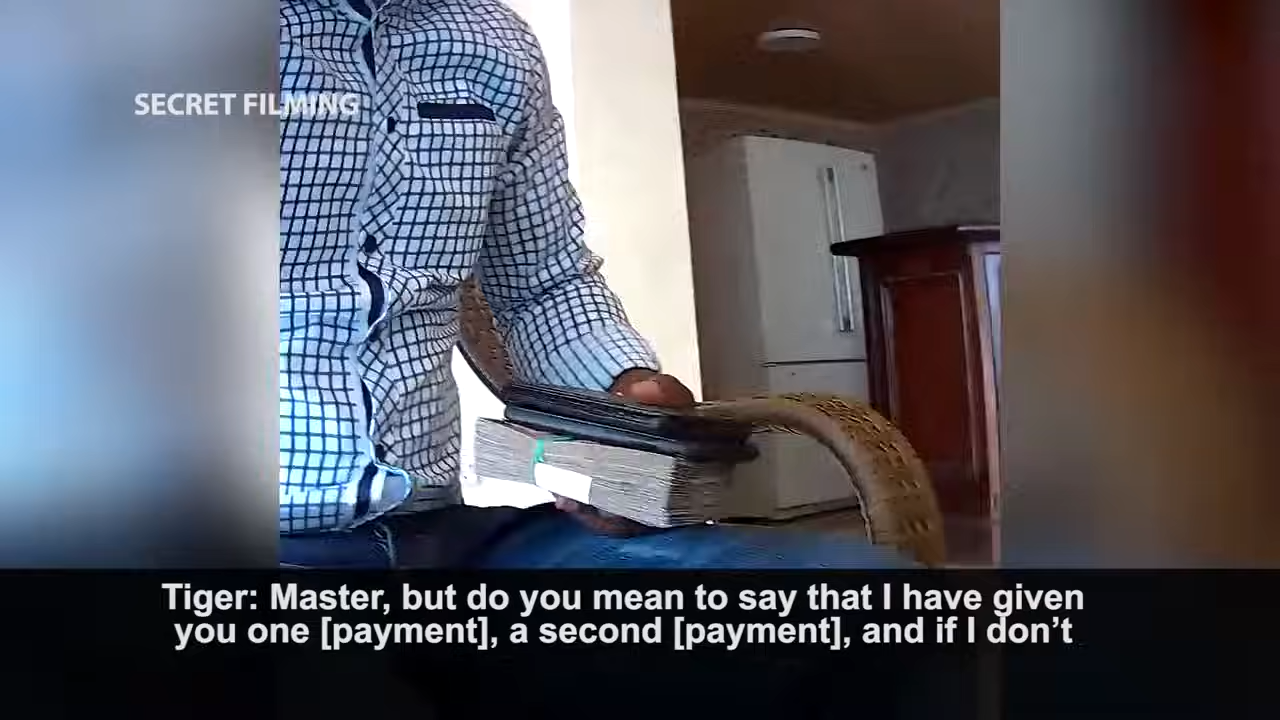 SECRET FILMING
Tiger: Master, but do you mean to say that I have given
you one [payment], a second [payment], and if I don’t